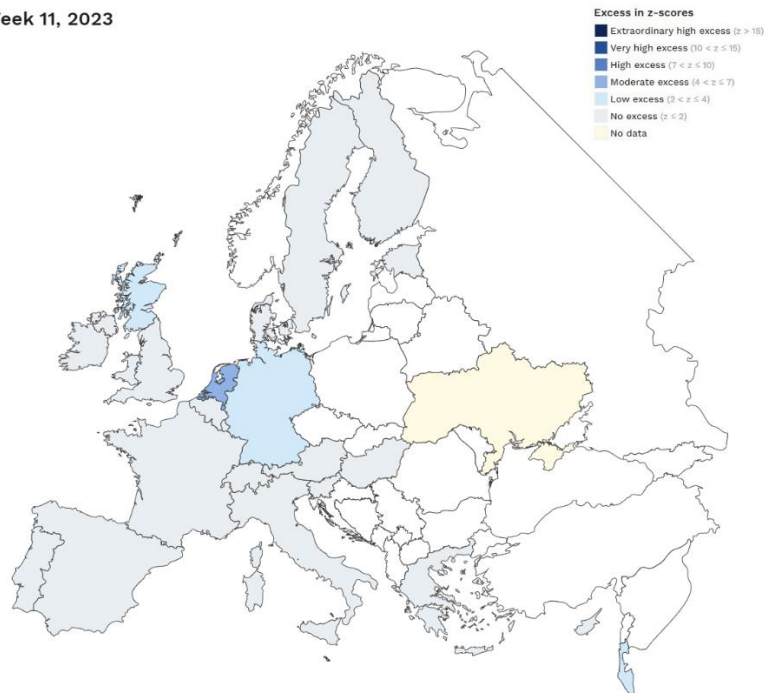 eek 11, 2023
Excess in z-scores
Extraordinary high excess (z > 15)
Very high excess (10 < z ≤ 15)
High excess (7 < z ≤ 10)
Moderate excess (4 < z ≤ 7)
Low excess (2 < z ≤ 4)
No excess (z ≤ 2)
No data